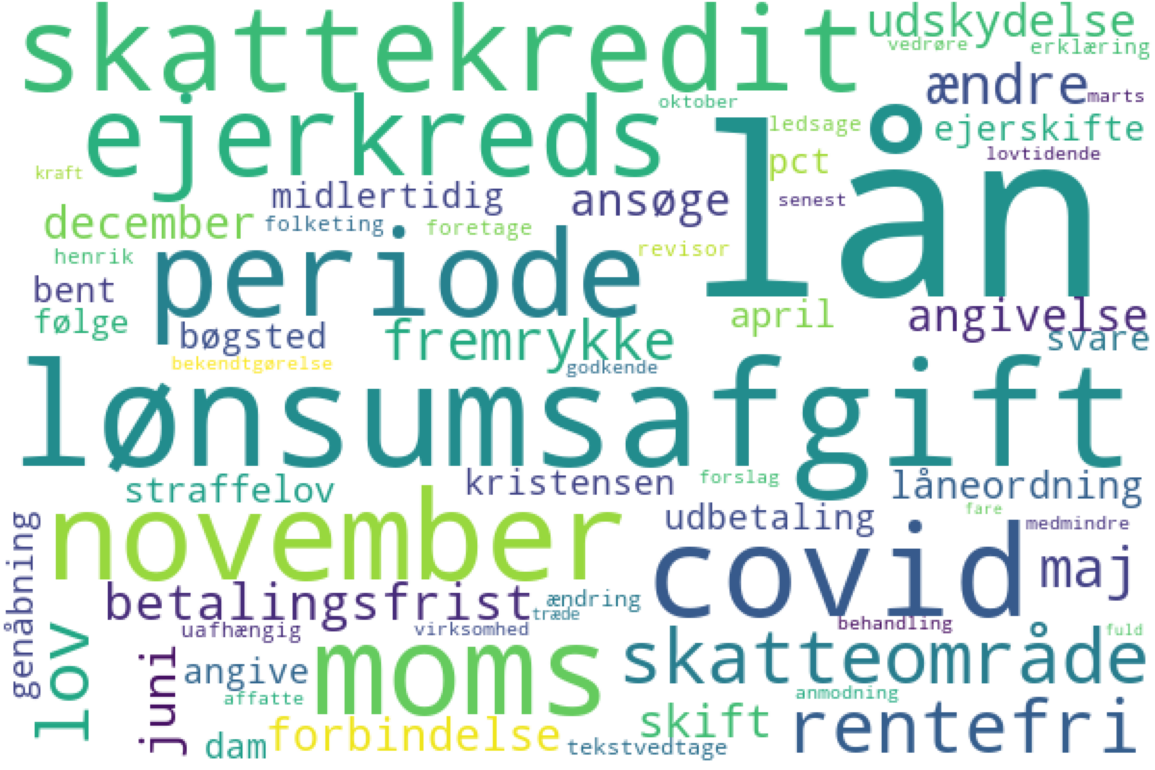 skattekredit
udskydelse
vedrøre
erklæring
ændre
marts
ejerkreds
oktober
lån
ledsage
ejerskifte
pct
lovtidende
kraft
midlertidig
ansøge
senest
december
folketing
foretage
revisor
henrik
periode
bent
april
angivelse
følge
bøgsted
fremrykke
svare
bekendtgørelse
godkende
lønsumsafgift
straffelov
kristensen
forslag
låneordning
genåbning
november
udbetaling
fare
medmindre
covid
maj
betalingsfrist
ændring
træde
lov
uafhængig
virksomhed
behandling
fuld
juni
angive
moms
skatteområde
affatte
anmodning
dam
forbindelse
skift
rentefri
tekstvedtage